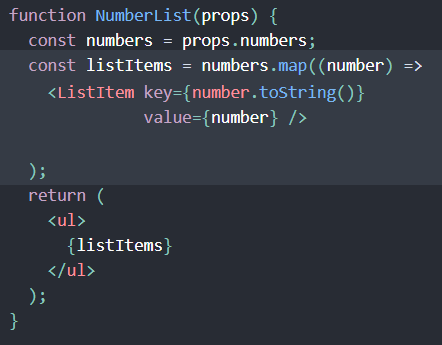 function NumberList(props) {
  const numbers = props.numbers;
  const listItems = numbers.map((number) =>
    <ListItem key={number.toString()}
              value={number} />

  );
  return (
    <ul>
      {listItems}
    </ul>
  );
}